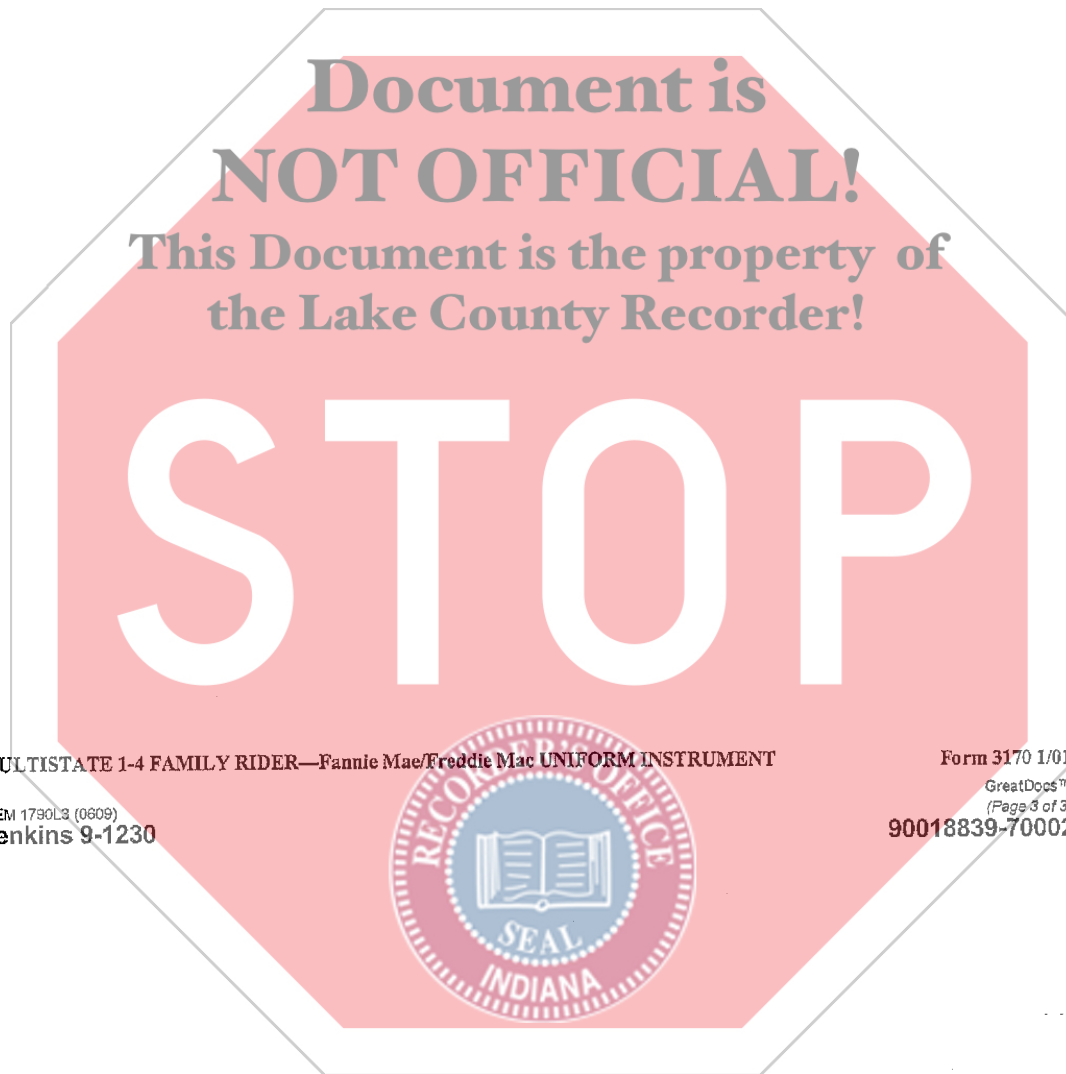 Document is
NOT OFFICIAL!
This Document is the property of
the Lake County Recorder!
STOP
ULTISTATE 1-4 FAMILY RIDER—Fannie Mae/Freddie Mac UNIFORM INSTRUMENT Form 3170 1/01
GreatDocs™
EM 1790L3 (0609) (Page 3 of 3
enkins 9-1230 90018839-70002
RECORDER'S OFFICE
SEAL
INDIANA